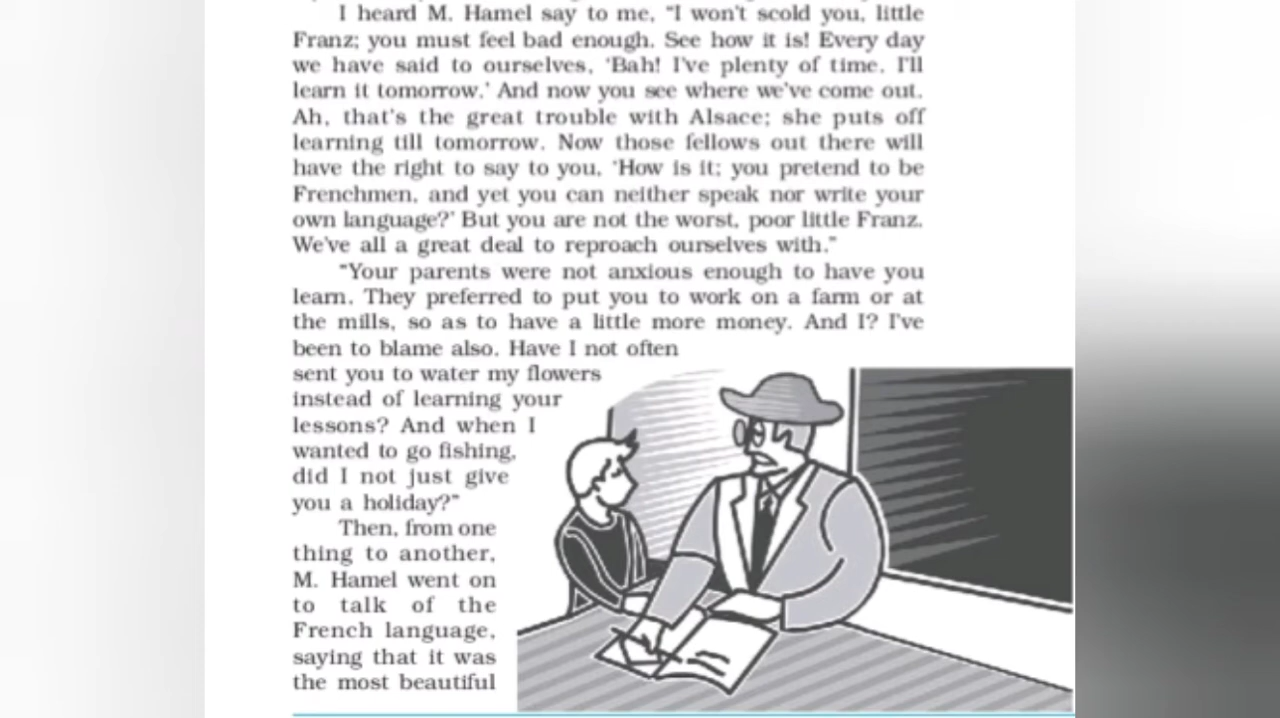 I heard M. Hamel say to me, “I won't scold you, little
Franz; you must feel bad enough. See how it is! Every day
we have said to ourselves, ‘Bah! I've plenty of time. I'll
learn it tomorrow.’ And now you see where we've come out.
Ah, that's the great trouble with Alsace; she puts off
learning till tomorrow. Now those fellows out there will
have the right to say to you, ‘How is it; you pretend to be
Frenchmen, and yet you can neither speak nor write your
own language?’ But you are not the worst, poor little Franz.
We've all a great deal to reproach ourselves with.”
“Your parents were not anxious enough to have you
learn. They preferred to put you to work on a farm or at
the mills, so as to have a little more money. And I? I've
been to blame also. Have I not often
sent you to water my flowers
instead of learning your
lessons? And when I
wanted to go fishing,
did I not just give
you a holiday?”
Then, from one
thing to another,
M. Hamel went on
to talk of the
French language,
saying that it was
the most beautiful